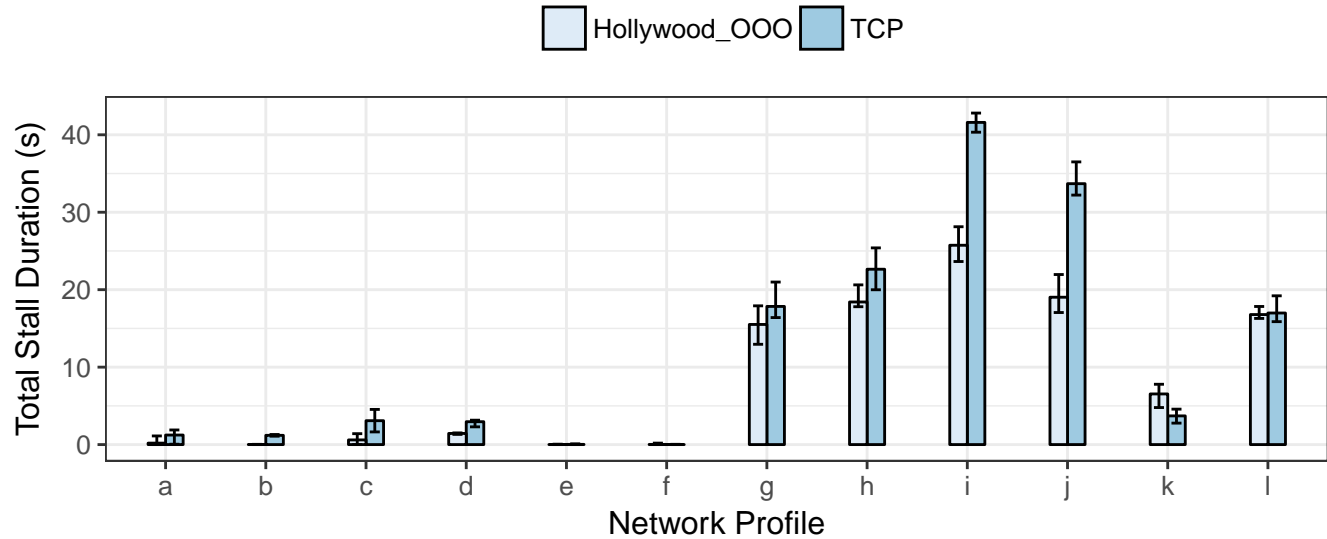 Hollywood_OOO TCP
Total Stall Duration (s)
40
30
20
10
0
a b c d e f g h i j k l
Network Profile